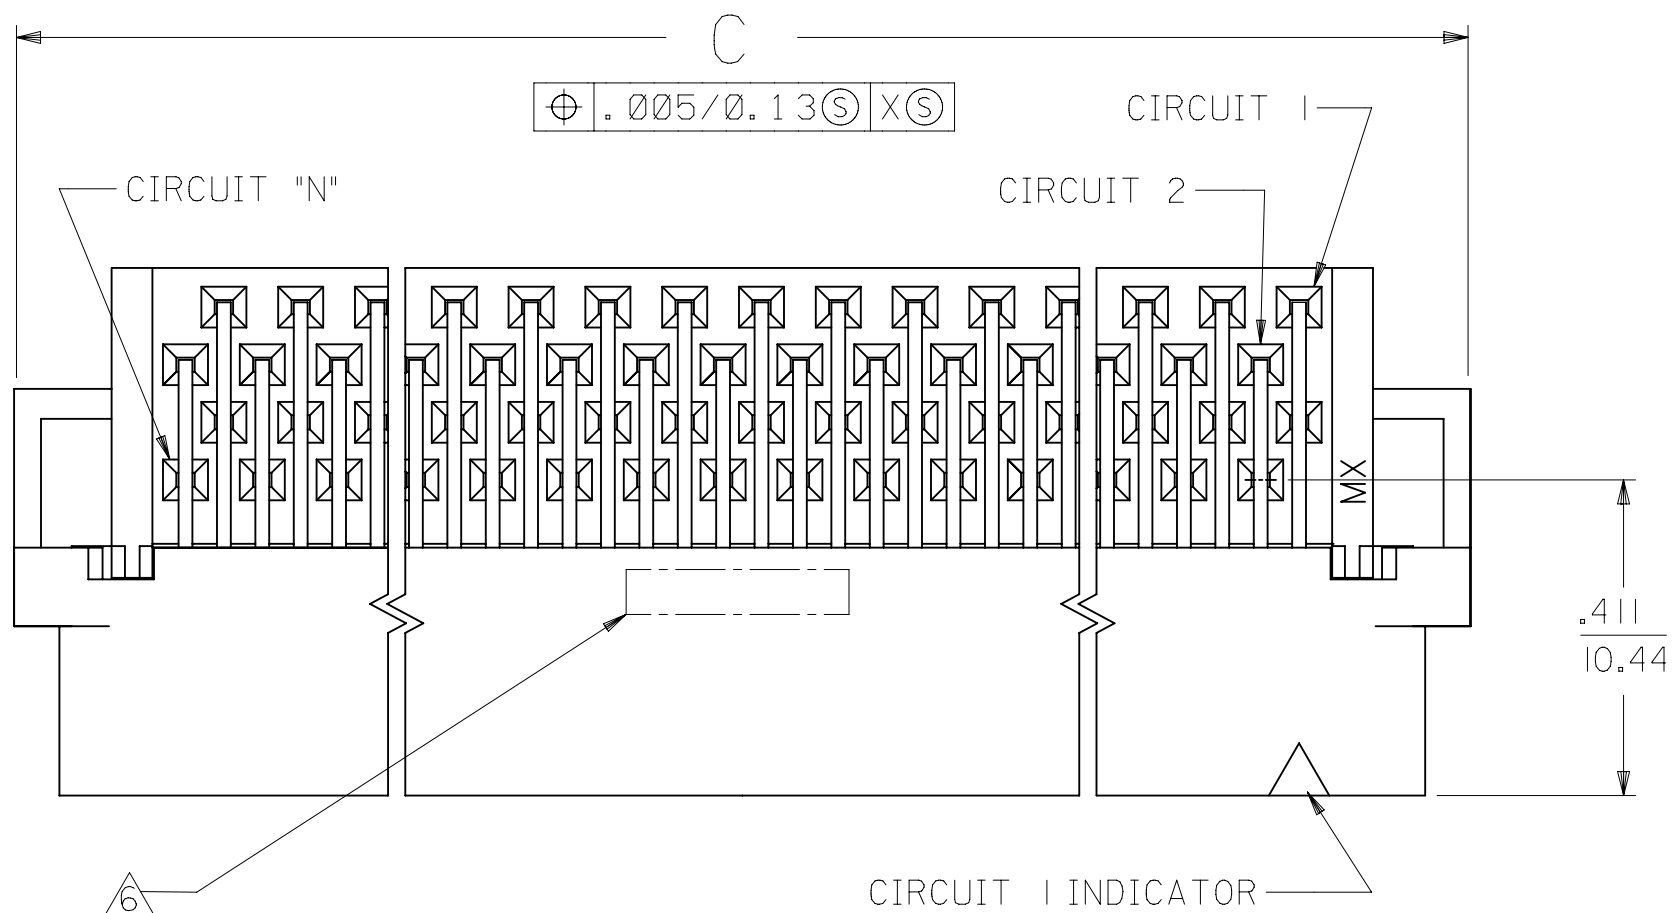 C
⌖ .005/0.13 Ⓢ X Ⓢ
CIRCUIT 1
CIRCUIT "N"
CIRCUIT 2
MX
.411
10.44
6
CIRCUIT 1 INDICATOR